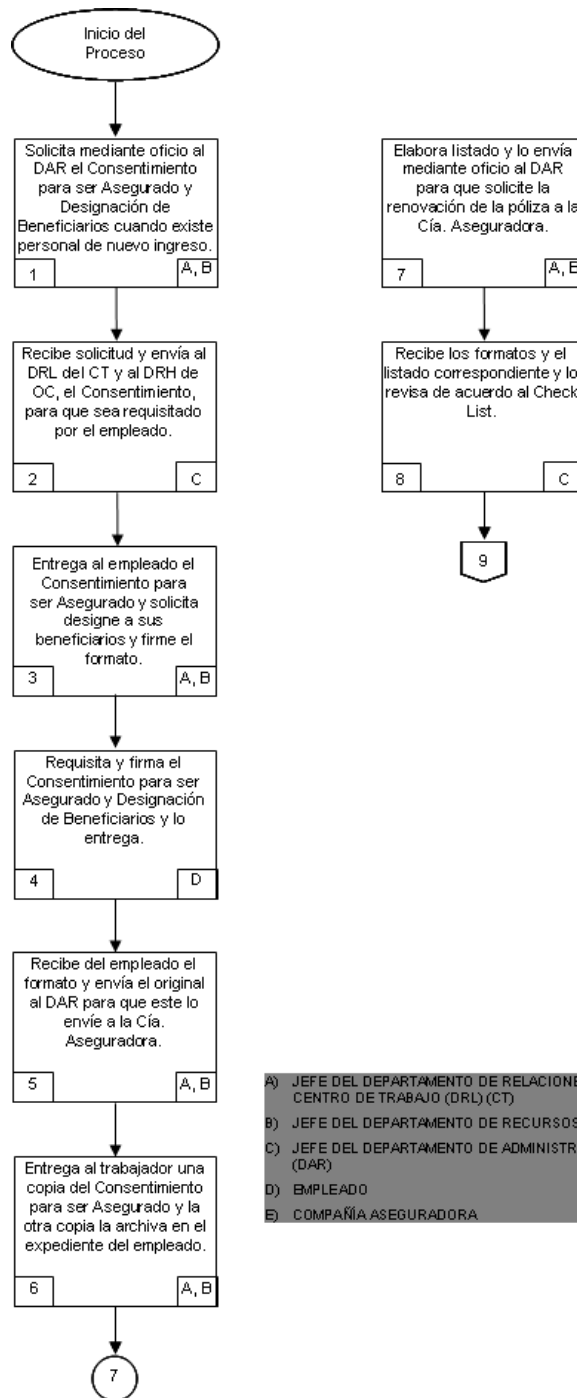 Inicio del
Proceso
Solicita mediante oficio al
DAR el Consentimiento
para ser Asegurado y
Designación de
Beneficiarios cuando existe
personal de nuevo ingreso.
1
A, B
Recibe solicitud y envía al
DRL del CT y al DRH de
OC, el Consentimiento,
para que sea requisitado
por el empleado.
2
C
Entrega al empleado el
Consentimiento para
ser Asegurado y solicita
designe a sus
beneficiarios y firme el
formato.
3
A, B
Requisita y firma el
Consentimiento para ser
Asegurado y Designación
de Beneficiarios y lo
entrega.
4
D
Recibe del empleado el
formato y envía el original
al DAR para que este lo
envíe a la Cía.
Aseguradora.
5
A, B
Entrega al trabajador una
copia del Consentimiento
para ser Asegurado y la
otra copia la archiva en el
expediente del empleado.
6
A, B
7
Elabora listado y lo envía
mediante oficio al DAR
para que solicite la
renovación de la póliza a la
Cía. Aseguradora.
7
A, B
Recibe los formatos y el
listado correspondiente y lo
revisa de acuerdo al Check
List.
8
C
9
A) JEFE DEL DEPARTAMENTO DE RELACIONE
CENTRO DE TRABAJO (DRL) (CT)
B) JEFE DEL DEPARTAMENTO DE RECURSOS
C) JEFE DEL DEPARTAMENTO DE ADMINISTR
(DAR)
D) EMPLEADO
E) COMPAÑÍA ASEGURADORA